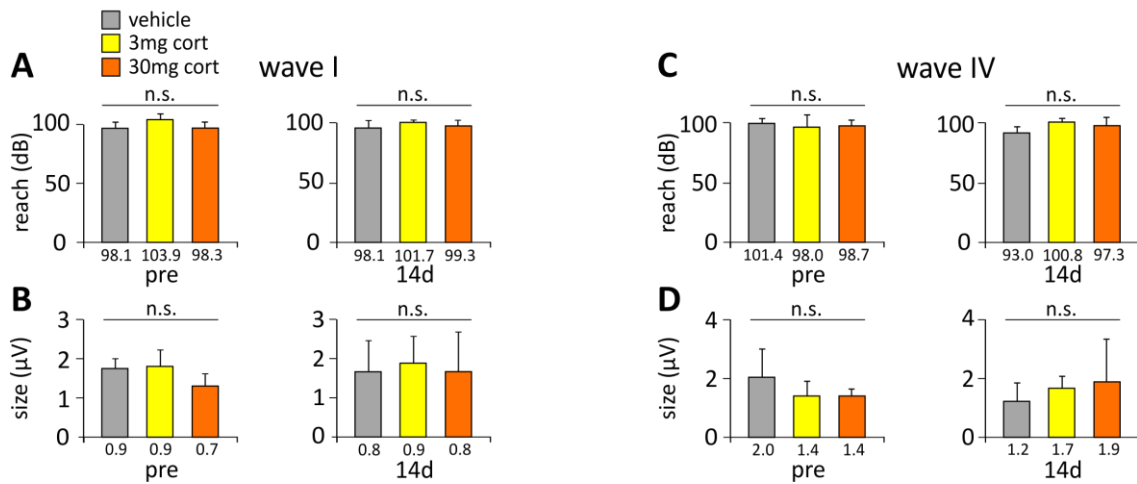 vehicle
3mg cort
30mg cort
A
wave I
n.s.
n.s.
reach (dB)
100
50
0
98.1 103.9 98.3
pre
100
50
0
98.1 101.7 99.3
14d
B
n.s.
n.s.
size (µV)
3
2
1
0
0.9 0.9 0.7
pre
3
2
1
0
0.8 0.9 0.8
14d
C
wave IV
n.s.
n.s.
reach (dB)
100
50
0
101.4 98.0 98.7
pre
100
50
0
93.0 100.8 97.3
14d
D
n.s.
n.s.
size (µV)
4
2
0
2.0 1.4 1.4
pre
4
2
0
1.2 1.7 1.9
14d